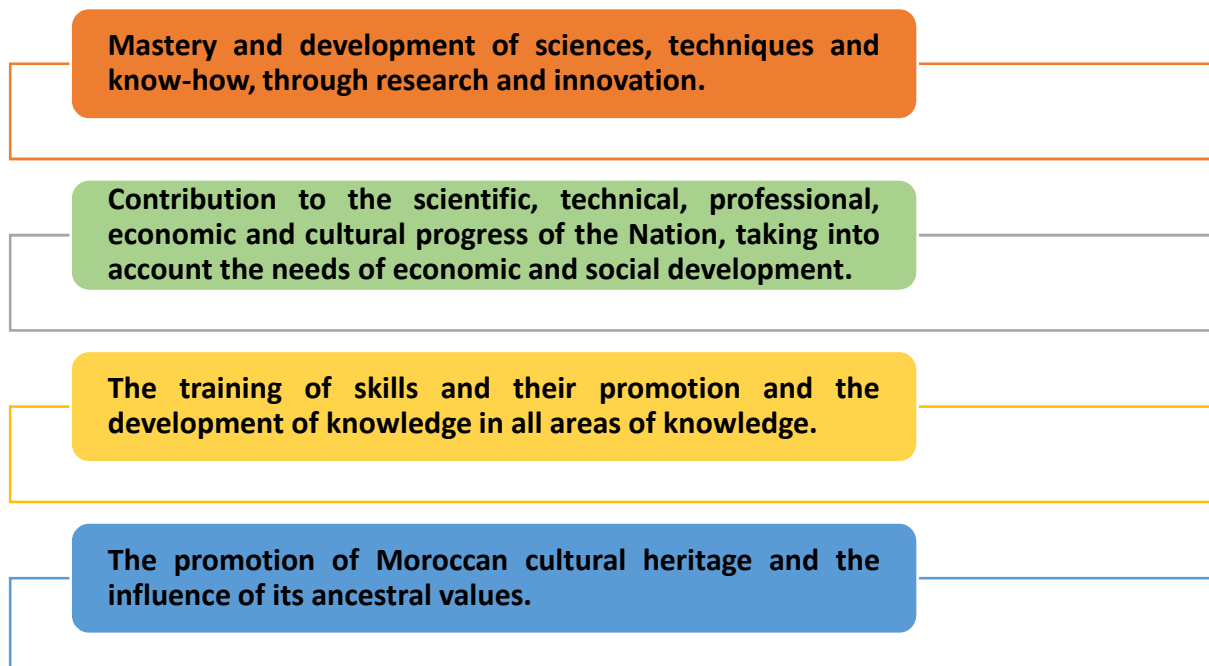 Mastery and development of sciences, techniques and
know-how, through research and innovation.
Contribution to the scientific, technical, professional,
economic and cultural progress of the Nation, taking into
account the needs of economic and social development.
The training of skills and their promotion and the
development of knowledge in all areas of knowledge.
The promotion of Moroccan cultural heritage and the
influence of its ancestral values.